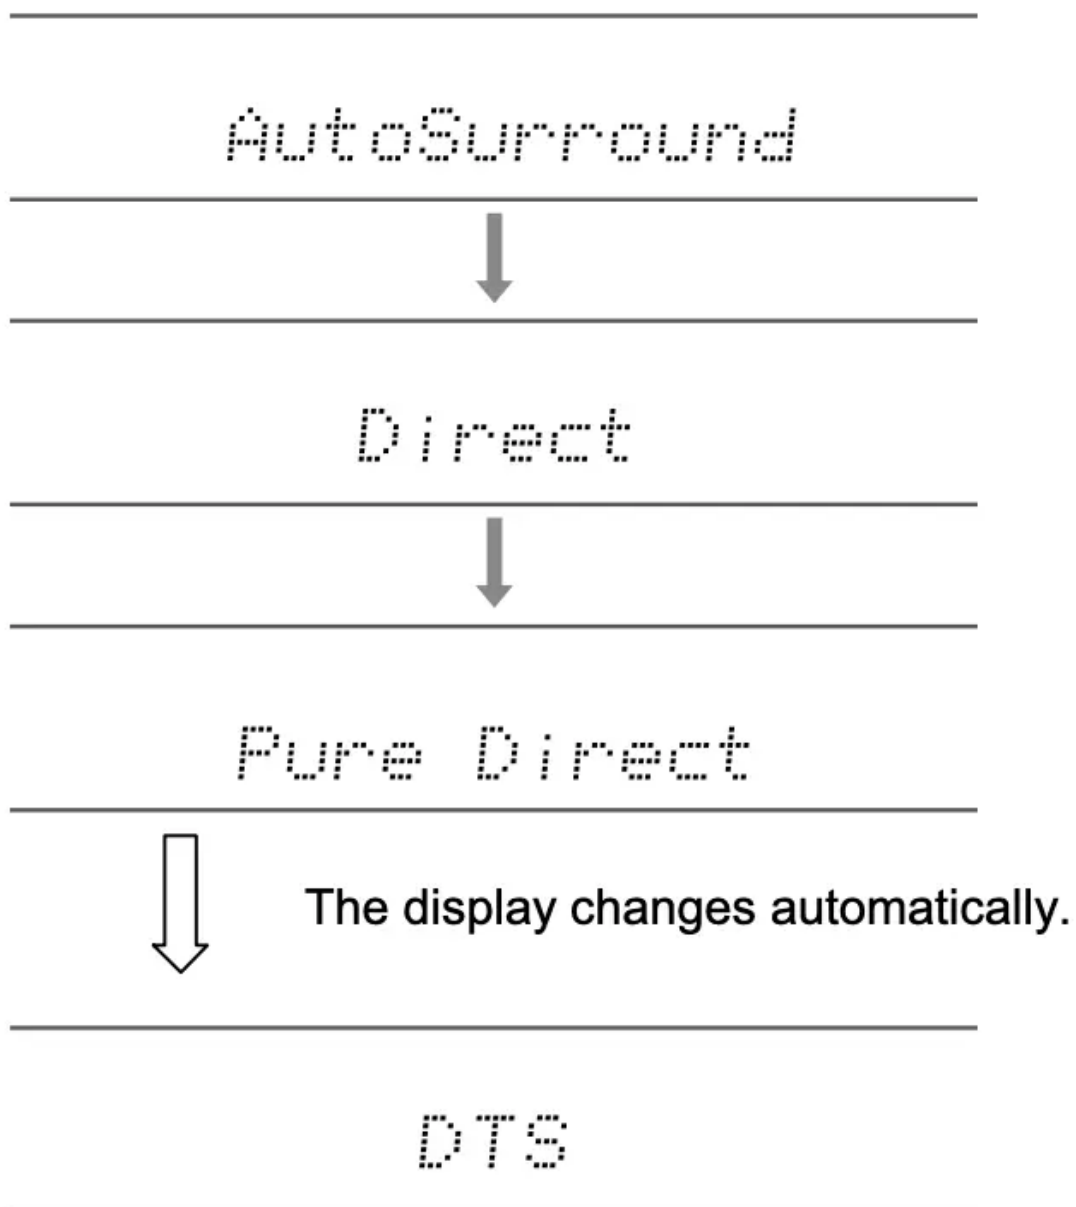 AutoSurround
Direct
Pure Direct
The display changes automatically.
DTS